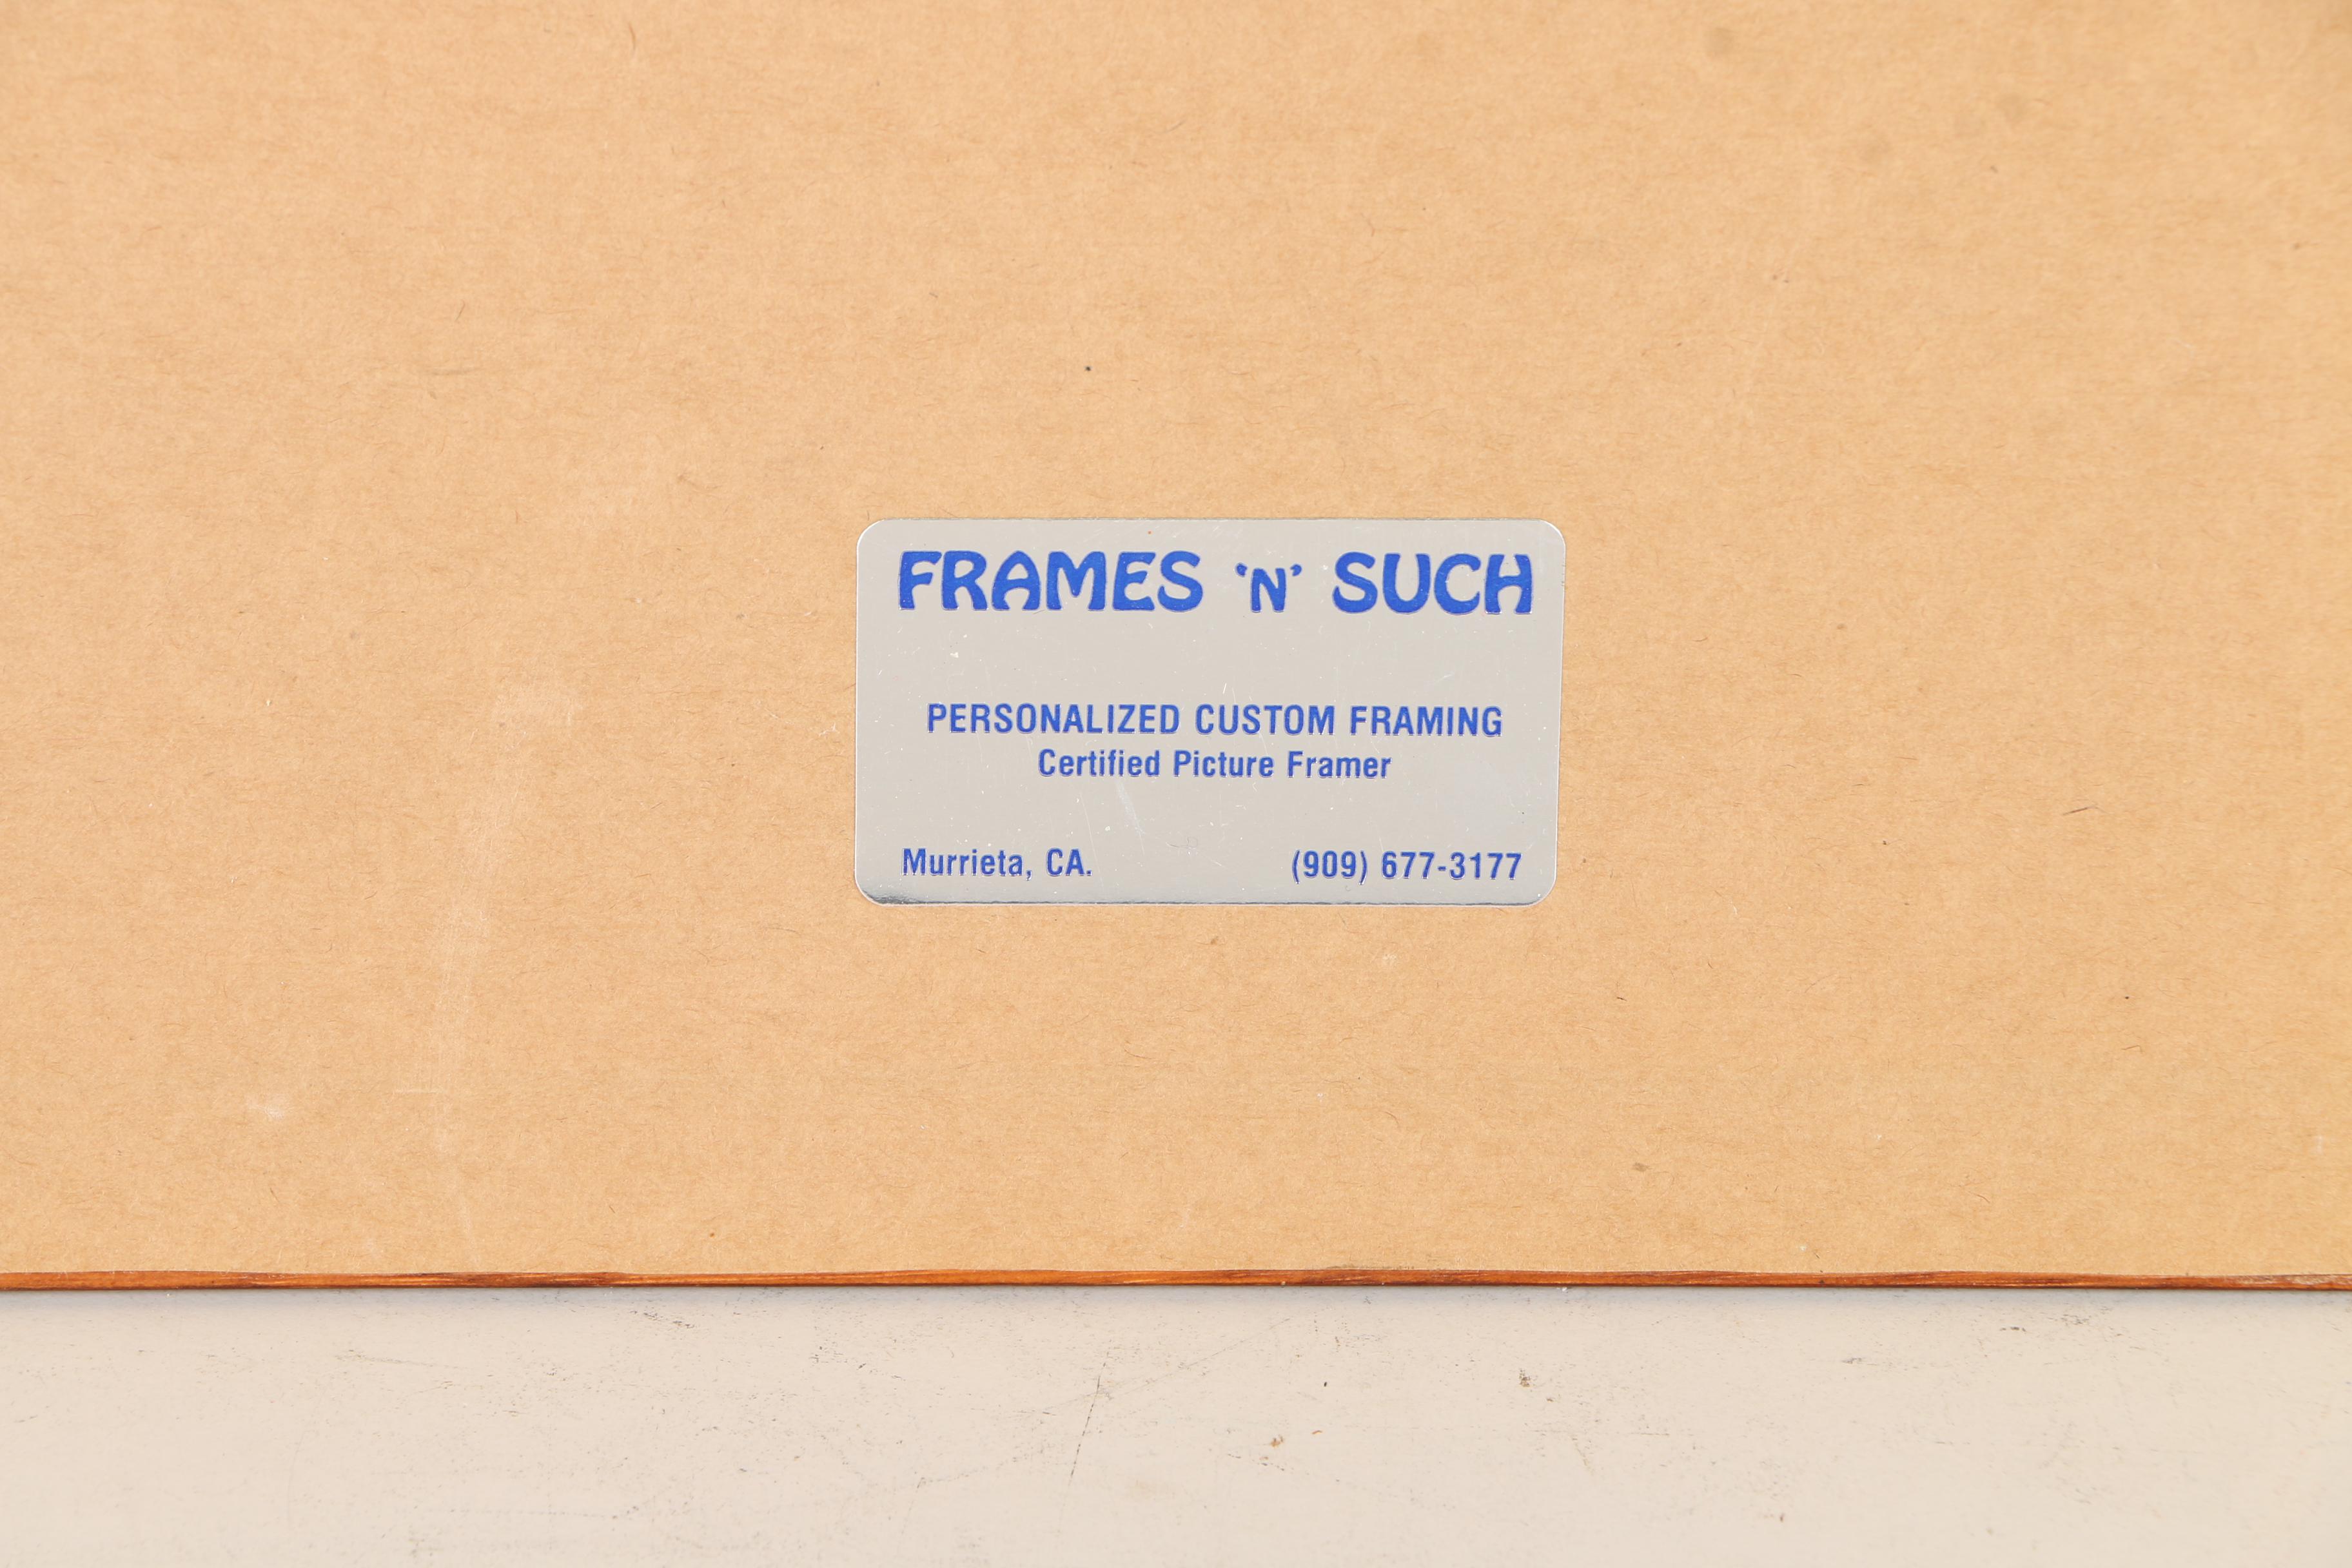 FRAMES ‘N’ SUCH
PERSONALIZED CUSTOM FRAMING
Certified Picture Framer
Murrieta, CA. (909) 677-3177